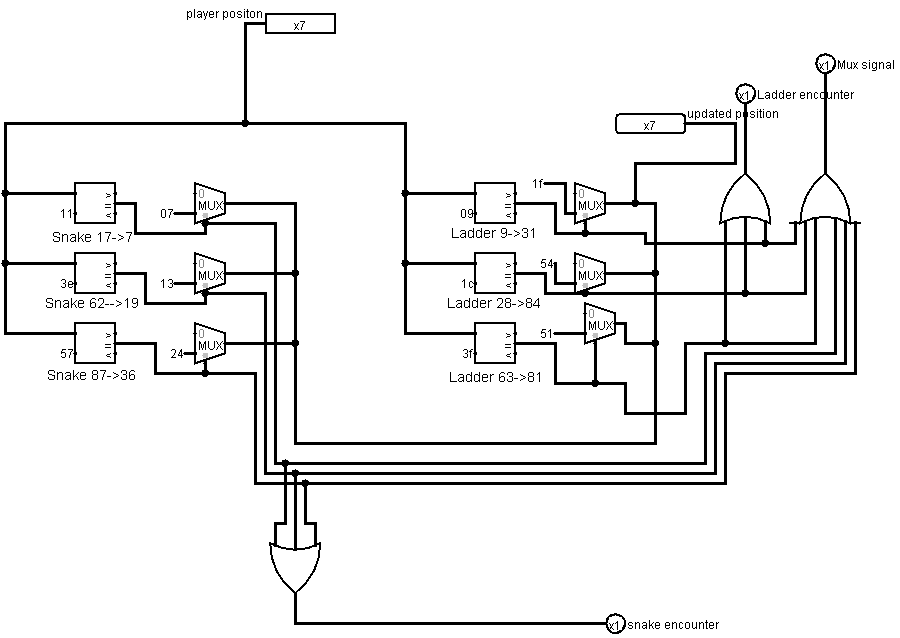 player positon
x7
x1 Mux signal
x1 Ladder encounter
updated position
x7
> = < 11
Snake 17->7
0 MUX 07
> = < 3e
Snake 62-->19
0 MUX 13
> = < 57
Snake 87->36
0 MUX 24
> = < 09
Ladder 9->31
1f 0 MUX
> = < 1c
Ladder 28->84
54 0 MUX
> = < 3f
Ladder 63->81
51 0 MUX
x1 snake encounter